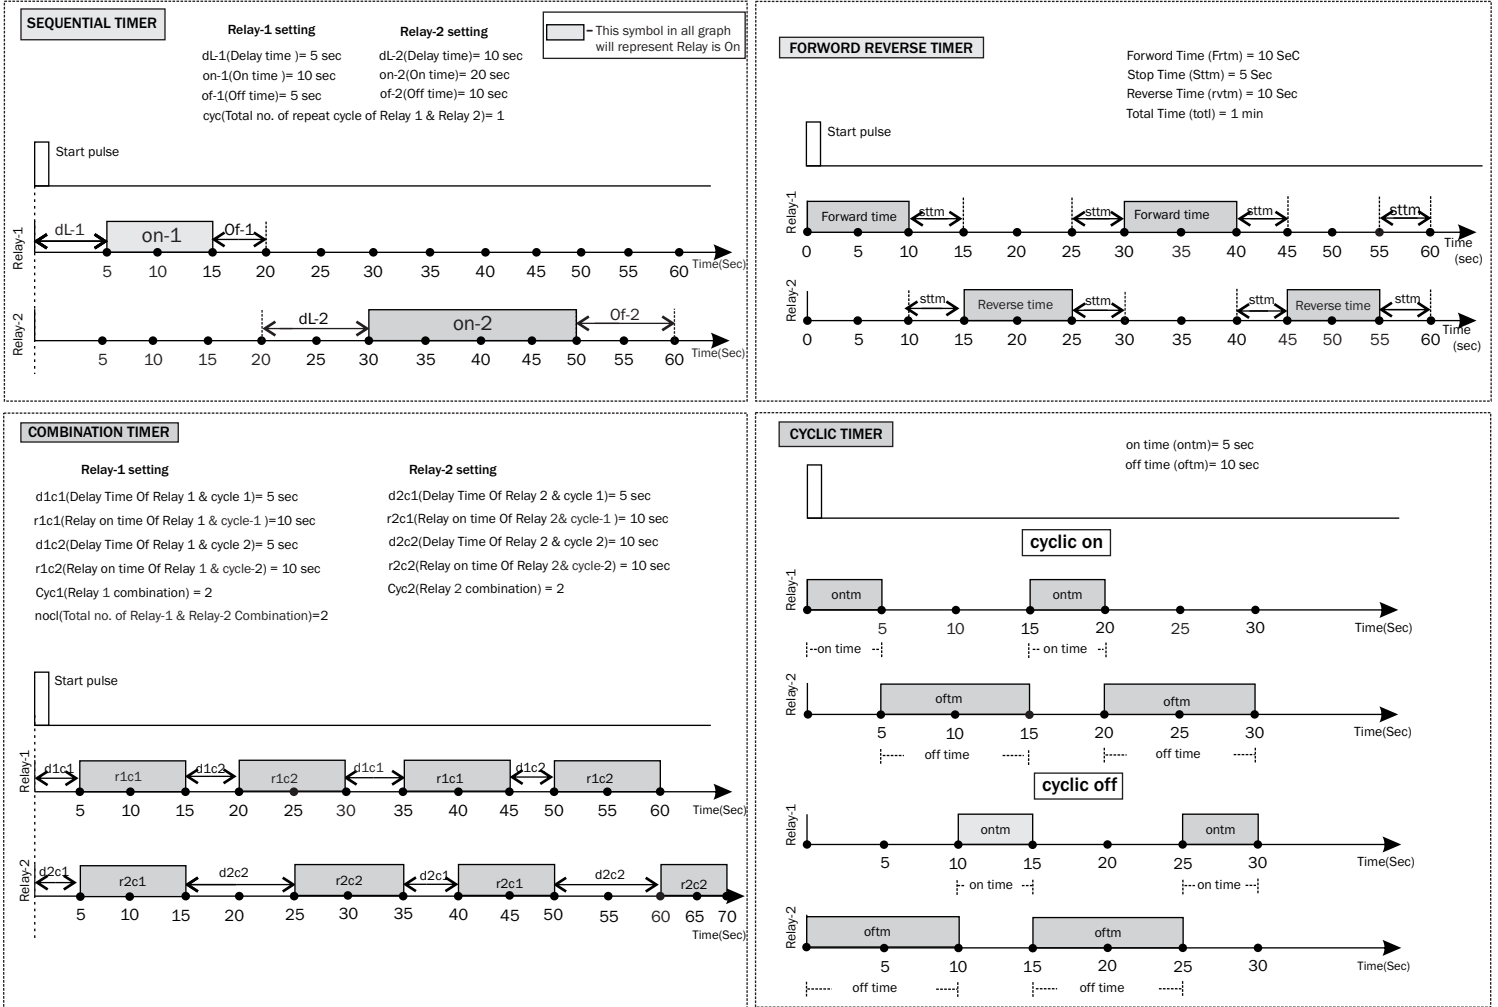 SEQUENTIAL TIMER
Relay-1 setting
dL-1(Delay time )= 5 sec
on-1(On time )= 10 sec
of-1(Off time)= 5 sec
Relay-2 setting
dL-2(Delay time)= 10 sec
on-2(On time)= 20 sec
of-2(Off time)= 10 sec
cyc(Total no. of repeat cycle of Relay 1 & Relay 2)= 1
This symbol in all graph
will represent Relay is On
Start pulse
Relay-1
dL-1 on-1 Of-1
5 10 15 20 25 30 35 40 45 50 55 60 Time(Sec)
Relay-2
dL-2 on-2 Of-2
5 10 15 20 25 30 35 40 45 50 55 60 Time(Sec)
FORWORD REVERSE TIMER
Forword Time (Frtm) = 10 SeC
Stop Time (Sttm) = 5 Sec
Reverse Time (rvtm) = 10 Sec
Total Time (totl) = 1 min
Start pulse
Relay-1
Forward time sttm sttm Forward time sttm sttm
0 5 10 15 20 25 30 35 40 45 50 55 60 Time
(sec)
Relay-2
sttm Reverse time sttm sttm Reverse time sttm
0 5 10 15 20 25 30 35 40 45 50 55 60 Time
(sec)
COMBINATION TIMER
Relay-1 setting
d1c1(Delay Time Of Relay 1 & cycle 1)= 5 sec
r1c1(Relay on time Of Relay 1 & cycle-1 )=10 sec
d1c2(Delay Time Of Relay 1 & cycle 2)= 5 sec
r1c2(Relay on time Of Relay 1 & cycle-2) = 10 sec
Cyc1(Relay 1 combination) = 2
nocl(Total no. of Relay-1 & Relay-2 Combination)=2
Relay-2 setting
d2c1(Delay Time Of Relay 2 & cycle 1)= 5 sec
r2c1(Relay on time Of Relay 2& cycle-1 )= 10 sec
d2c2(Delay Time Of Relay 2 & cycle 2)= 10 sec
r2c2(Relay on time Of Relay 2& cycle-2) = 10 sec
Cyc2(Relay 2 combination) = 2
Start pulse
Relay-1
d1c1 r1c1 d1c2 r1c2 d1c1 r1c1 d1c2 r1c2
5 10 15 20 25 30 35 40 45 50 60 Time(Sec)
Relay-2
d2c1 r2c1 d2c2 r2c2 d2c1 r2c1 d2c2 r2c2
5 10 15 20 25 30 35 40 45 50 55 60 65 70
Time(Sec)
CYCLIC TIMER
on time (ontm)= 5 sec
off time (oftm)= 10 sec
cyclic on
Relay-1
ontm ontm
5 10 15 20 25 30 Time(Sec)
on time on time
Relay-2
oftm oftm
5 10 15 20 25 30 Time(Sec)
off time off time
cyclic off
Relay-1
ontm ontm
5 10 15 20 25 30 Time(Sec)
on time on time
Relay-2
oftm oftm
5 10 15 20 25 30 Time(Sec)
off time off time